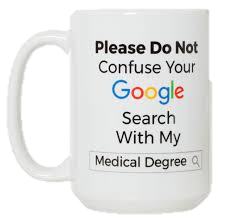 Please Do Not
Confuse Your
Google
Search
With My
Medical Degree